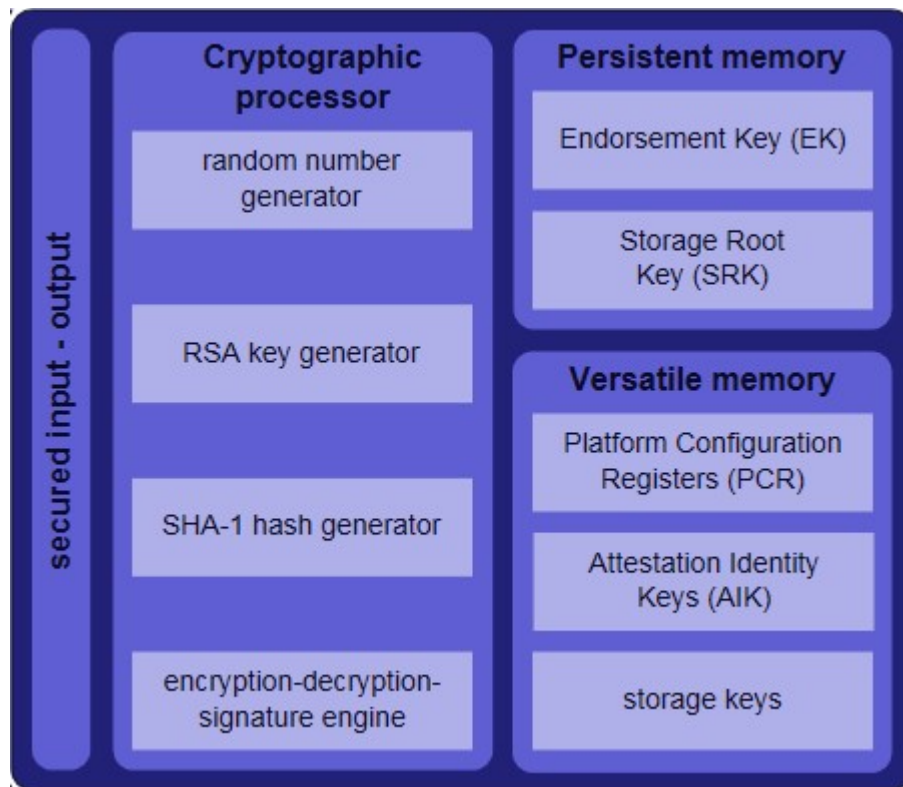 secured input - output
Cryptographic
processor
random number
generator
RSA key generator
SHA-1 hash generator
encryption-decryption-
signature engine
Persistent memory
Endorsement Key (EK)
Storage Root
Key (SRK)
Versatile memory
Platform Configuration
Registers (PCR)
Attestation Identity
Keys (AIK)
storage keys